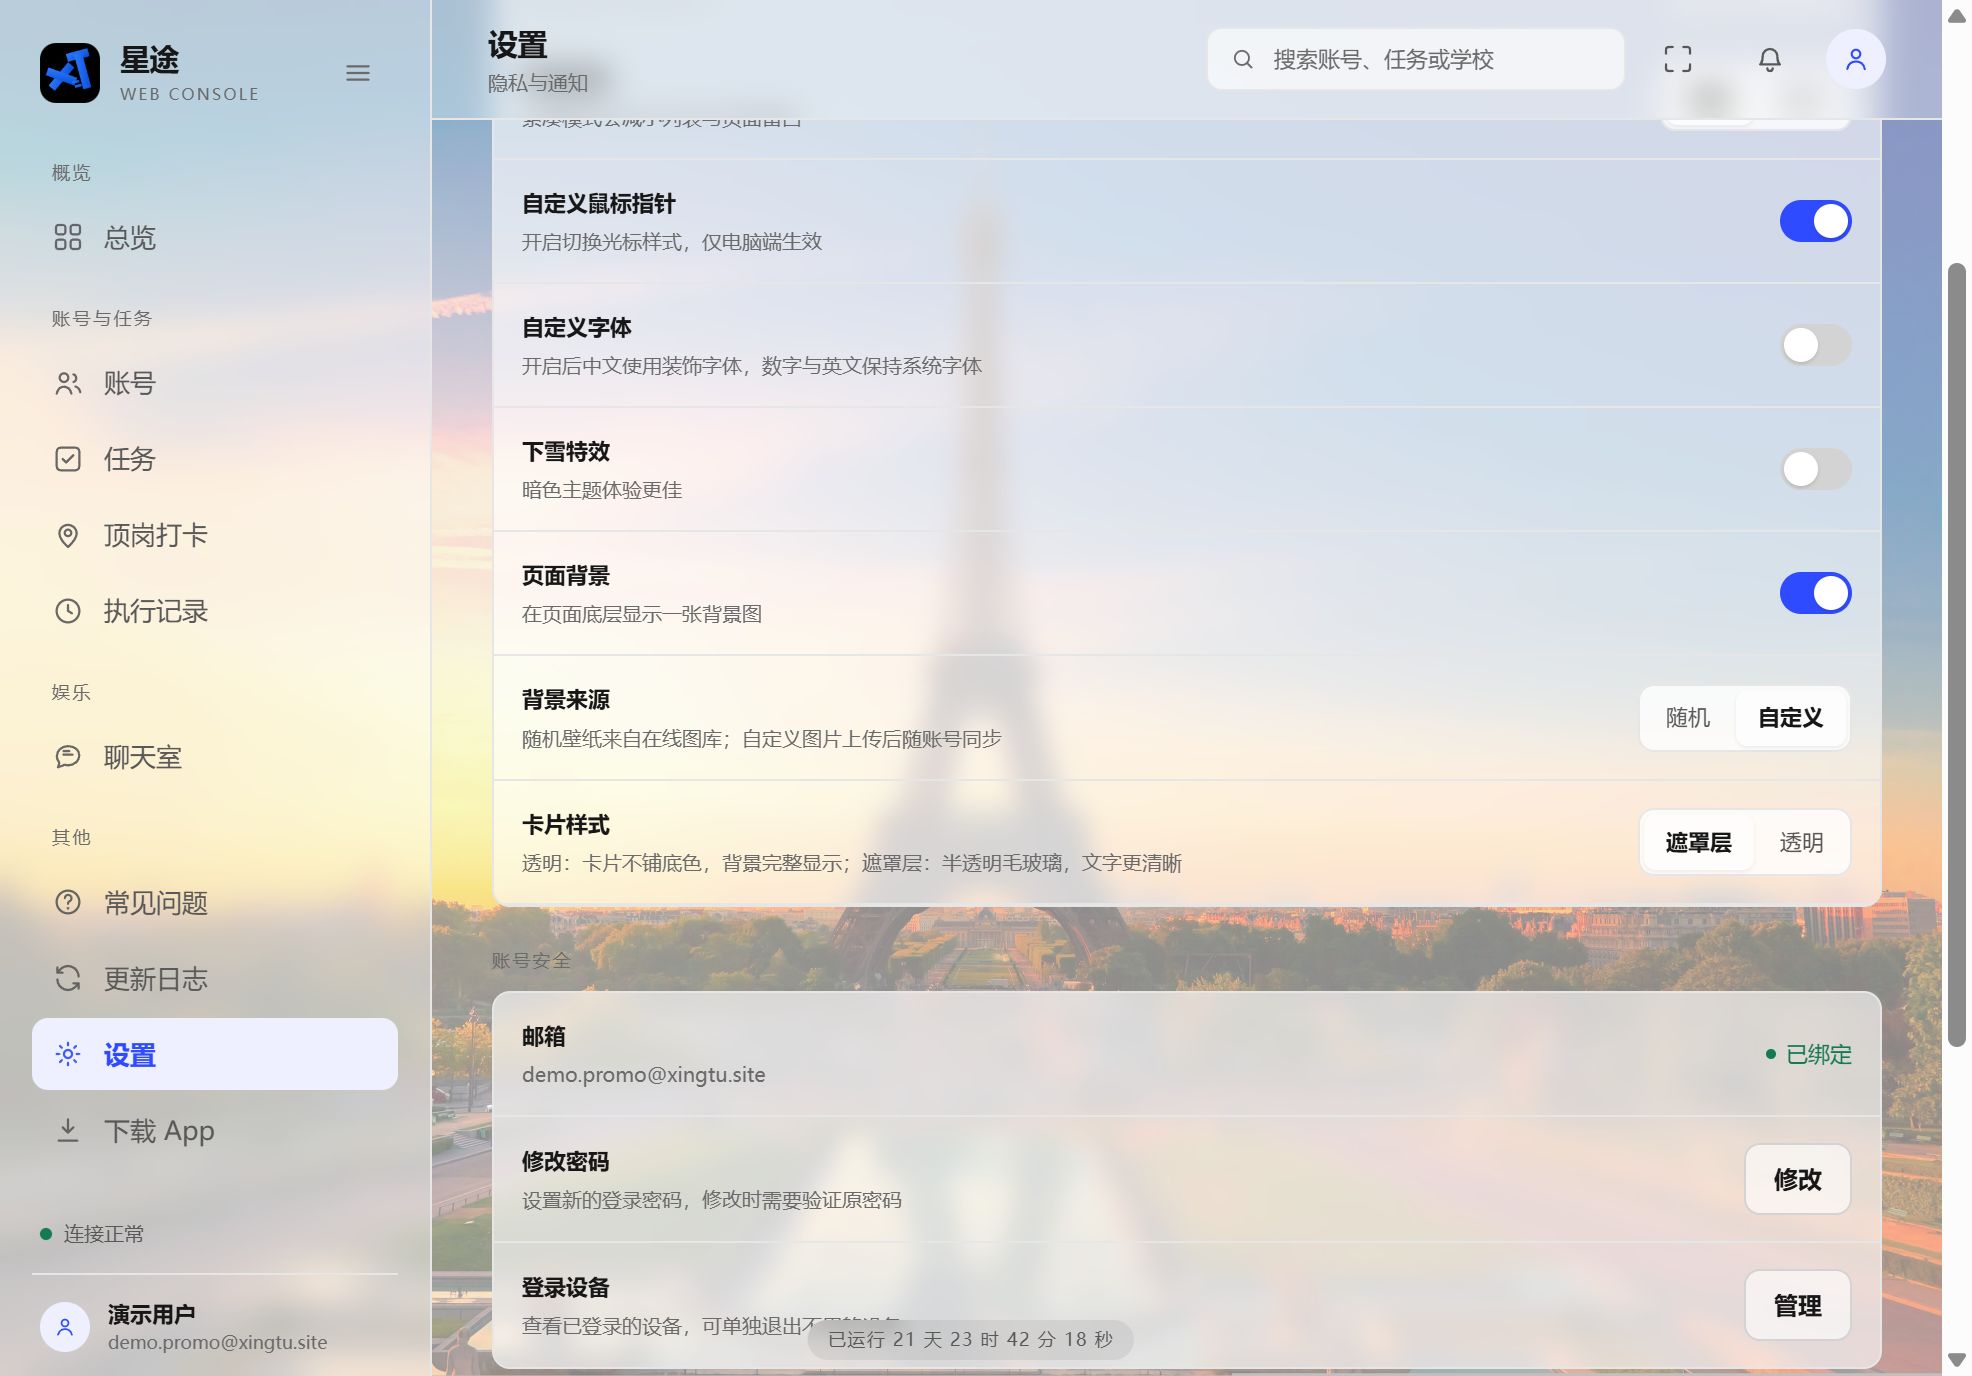 星途
WEB CONSOLE
概览
总览
账号与任务
账号
任务
顶岗打卡
执行记录
娱乐
聊天室
其他
常见问题
更新日志
设置
下载 App
连接正常
演示用户
demo.promo@xingtu.site
设置
隐私与通知
搜索账号、任务或学校
自定义鼠标指针
开启切换光标样式，仅电脑端生效
自定义字体
开启后中文使用装饰字体，数字与英文保持系统字体
下雪特效
暗色主题体验更佳
页面背景
在页面底层显示一张背景图
背景来源
随机壁纸来自在线图库；自定义图片上传后随账号同步
随机
自定义
卡片样式
透明：卡片不铺底色，背景完整显示；遮罩层：半透明毛玻璃，文字更清晰
遮罩层
透明
账号安全
邮箱
demo.promo@xingtu.site
已绑定
修改密码
设置新的登录密码，修改时需要验证原密码
修改
登录设备
查看已登录的设备，可单独退出
管理
已运行 21 天 23 时 42 分 18 秒